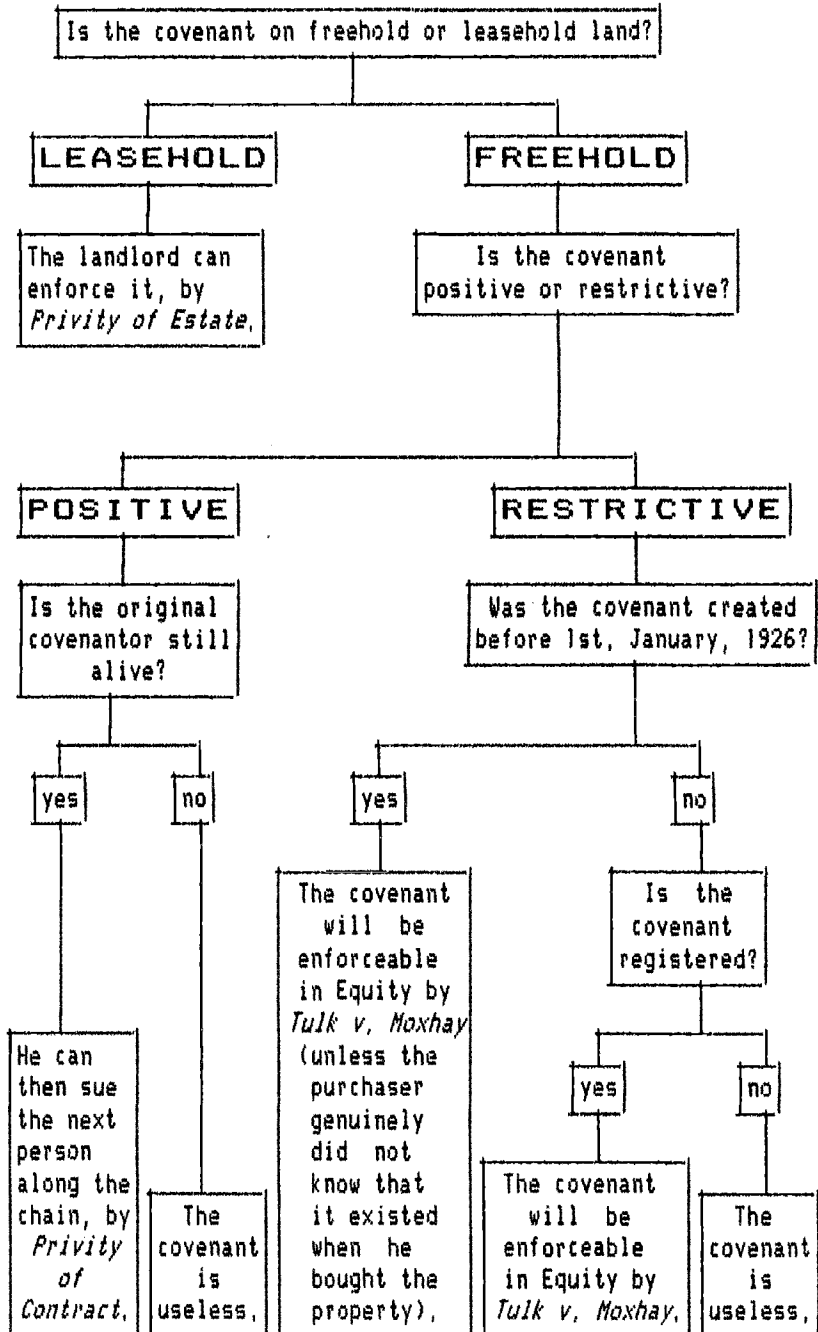 Is the covenant on freehold or leasehold land?
LEASEHOLD
FREEHOLD
The landlord can
enforce it, by
Privity of Estate.
Is the covenant
positive or restrictive?
POSITIVE
RESTRICTIVE
Is the original
covenantor still
alive?
Was the covenant created
before 1st, January, 1926?
yes
no
yes
no
The covenant
will be
enforceable
in Equity by
Tulk v. Moxhay
(unless the
purchaser
genuinely
did not
know that
it existed
when he
bought the
property).
Is the
covenant
registered?
He can
then sue
the next
person
along the
chain, by
Privity
of
Contract.
The
covenant
is
useless.
yes
no
The covenant
will be
enforceable
in Equity by
Tulk v. Moxhay.
The
covenant
is
useless.